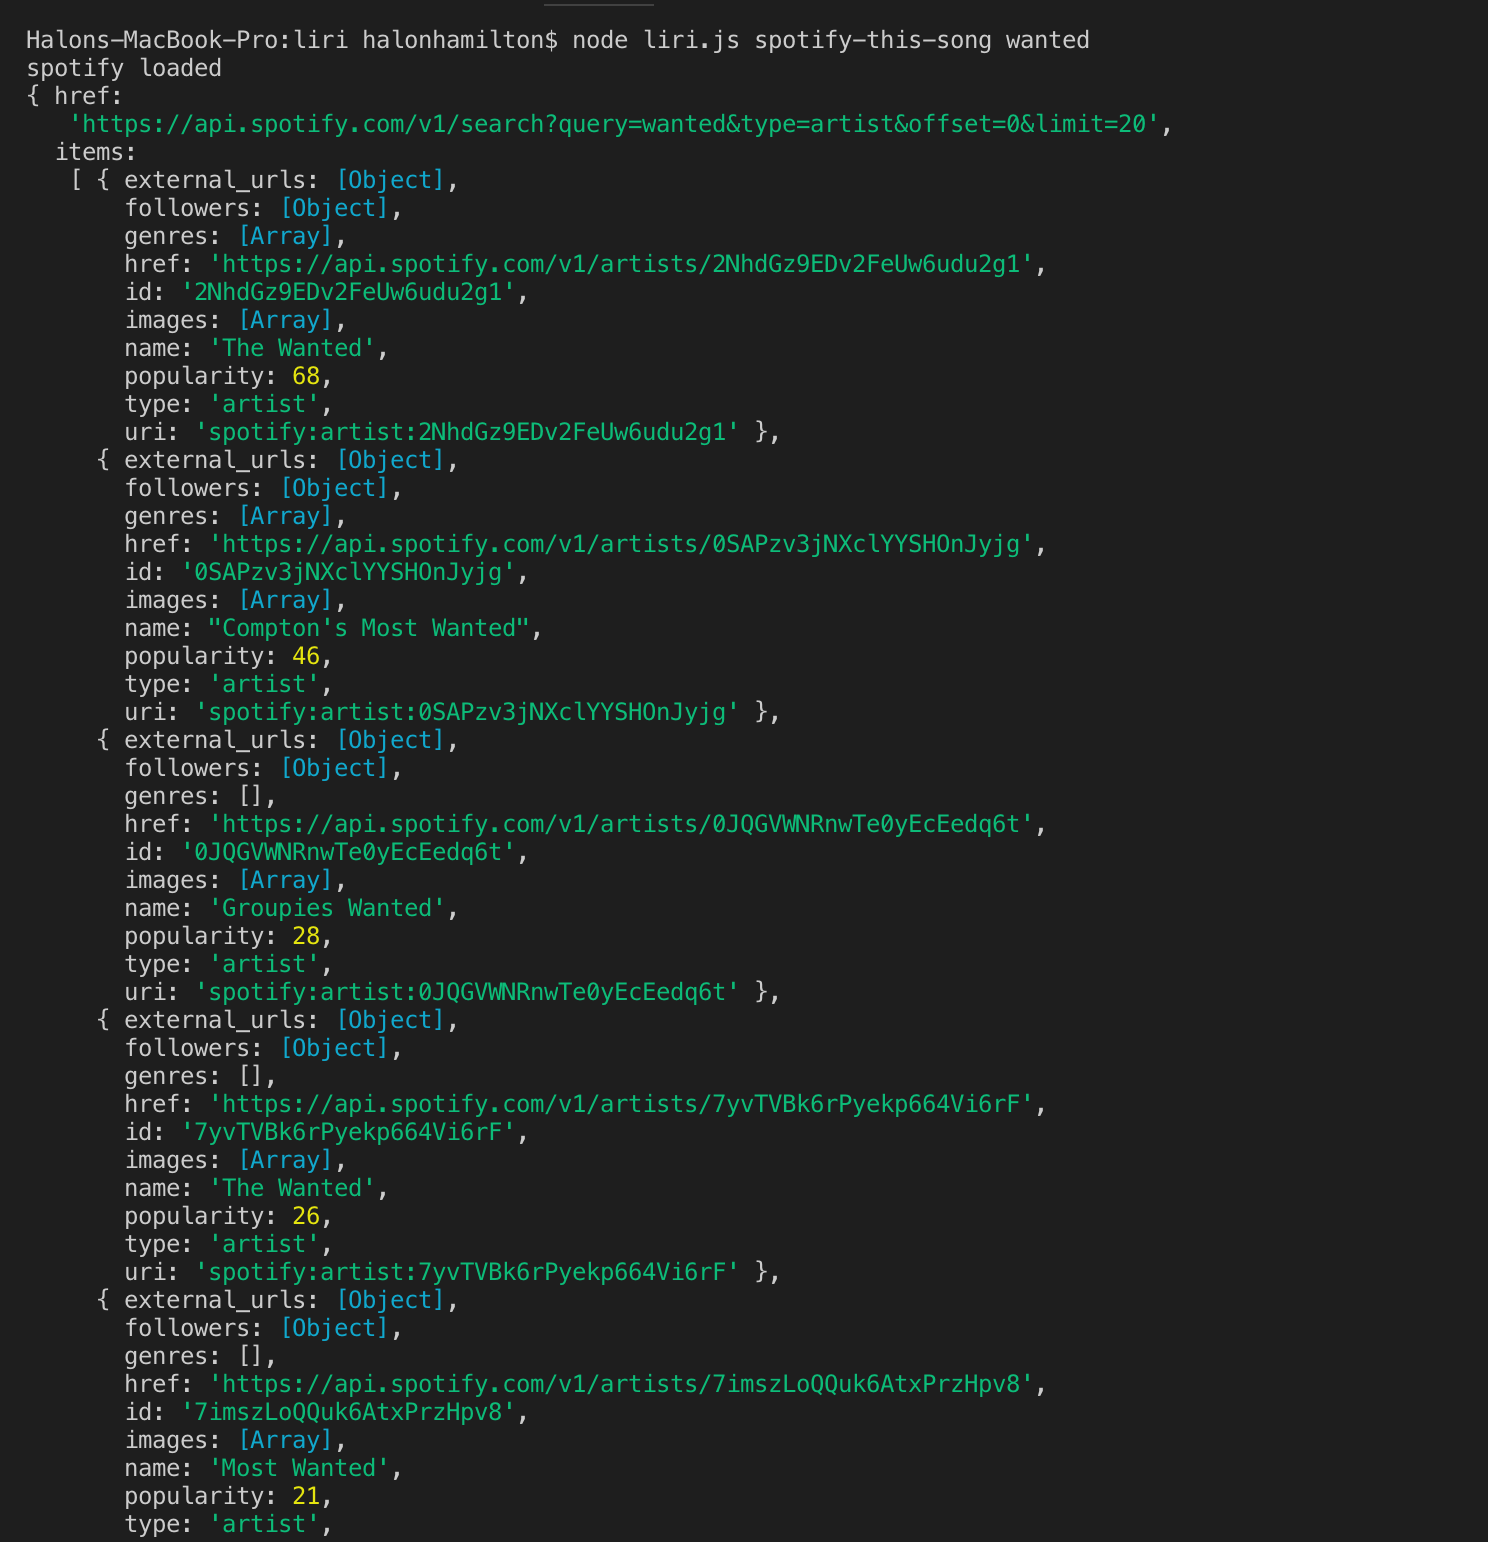 Halons-MacBook-Pro:liri halonhamilton$ node liri.js spotify-this-song wanted
spotify loaded
{ href:
   'https://api.spotify.com/v1/search?query=wanted&type=artist&offset=0&limit=20',
  items:
   [ { external_urls: [Object],
       followers: [Object],
       genres: [Array],
       href: 'https://api.spotify.com/v1/artists/2NhdGz9EDv2FeUw6udu2g1',
       id: '2NhdGz9EDv2FeUw6udu2g1',
       images: [Array],
       name: 'The Wanted',
       popularity: 68,
       type: 'artist',
       uri: 'spotify:artist:2NhdGz9EDv2FeUw6udu2g1' },
     { external_urls: [Object],
       followers: [Object],
       genres: [Array],
       href: 'https://api.spotify.com/v1/artists/0SAPzv3jNXclYYSHOnJyjg',
       id: '0SAPzv3jNXclYYSHOnJyjg',
       images: [Array],
       name: "Compton's Most Wanted",
       popularity: 46,
       type: 'artist',
       uri: 'spotify:artist:0SAPzv3jNXclYYSHOnJyjg' },
     { external_urls: [Object],
       followers: [Object],
       genres: [],
       href: 'https://api.spotify.com/v1/artists/0JQGVWNRnwTe0yEcEedq6t',
       id: '0JQGVWNRnwTe0yEcEedq6t',
       images: [Array],
       name: 'Groupies Wanted',
       popularity: 28,
       type: 'artist',
       uri: 'spotify:artist:0JQGVWNRnwTe0yEcEedq6t' },
     { external_urls: [Object],
       followers: [Object],
       genres: [],
       href: 'https://api.spotify.com/v1/artists/7yvTVBk6rPyekp664Vi6rF',
       id: '7yvTVBk6rPyekp664Vi6rF',
       images: [Array],
       name: 'The Wanted',
       popularity: 26,
       type: 'artist',
       uri: 'spotify:artist:7yvTVBk6rPyekp664Vi6rF' },
     { external_urls: [Object],
       followers: [Object],
       genres: [],
       href: 'https://api.spotify.com/v1/artists/7imszLoQQuk6AtxPrzHpv8',
       id: '7imszLoQQuk6AtxPrzHpv8',
       images: [Array],
       name: 'Most Wanted',
       popularity: 21,
       type: 'artist',